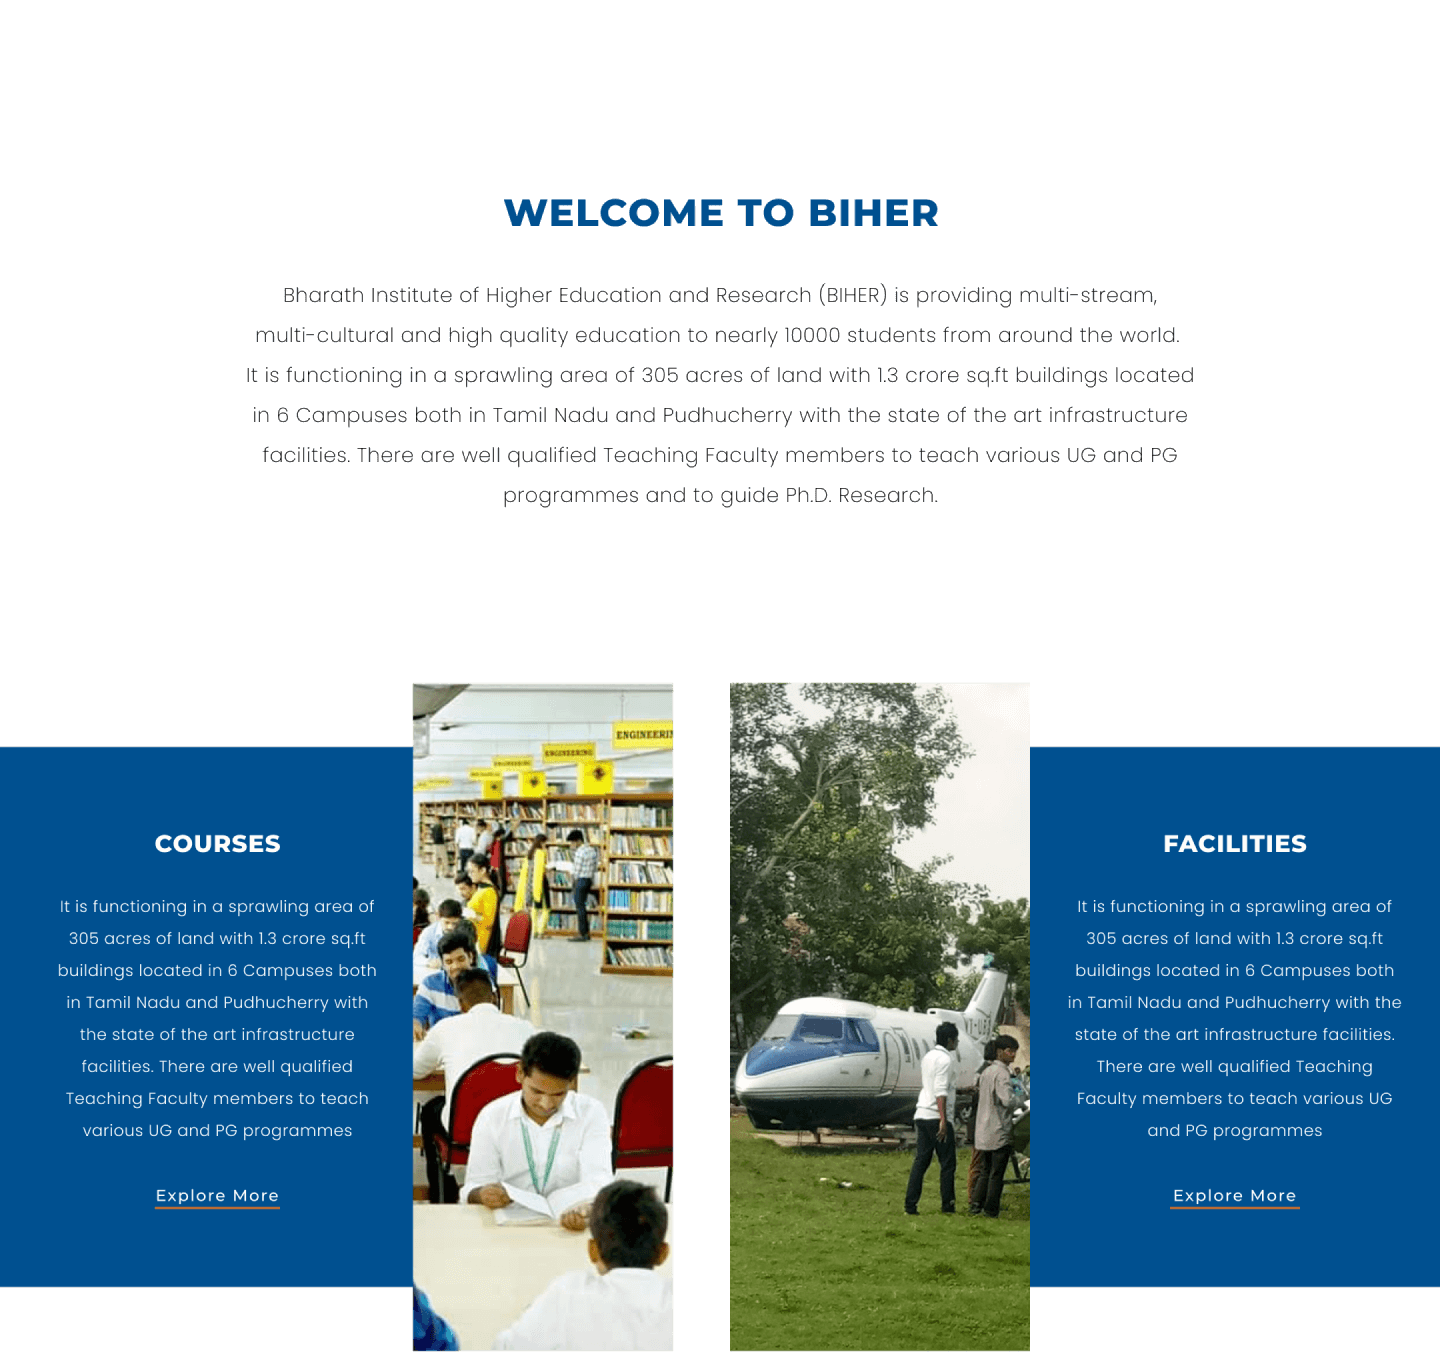 WELCOME TO BIHER
Bharath Institute of Higher Education and Research (BIHER) is providing multi-stream,
multi-cultural and high quality education to nearly 10000 students from around the world.
It is functioning in a sprawling area of 305 acres of land with 1.3 crore sq.ft buildings located
in 6 Campuses both in Tamil Nadu and Pudhucherry with the state of the art infrastructure
facilities. There are well qualified Teaching Faculty members to teach various UG and PG
programmes and to guide Ph.D. Research.
COURSES
It is functioning in a sprawling area of
305 acres of land with 1.3 crore sq.ft
buildings located in 6 Campuses both
in Tamil Nadu and Pudhucherry with
the state of the art infrastructure
facilities. There are well qualified
Teaching Faculty members to teach
various UG and PG programmes
Explore More
ENGINEERIN
ENGINEERING
ENGINEERING
FACILITIES
It is functioning in a sprawling area of
305 acres of land with 1.3 crore sq.ft
buildings located in 6 Campuses both
in Tamil Nadu and Pudhucherry with the
state of the art infrastructure facilities.
There are well qualified Teaching
Faculty members to teach various UG
and PG programmes
Explore More